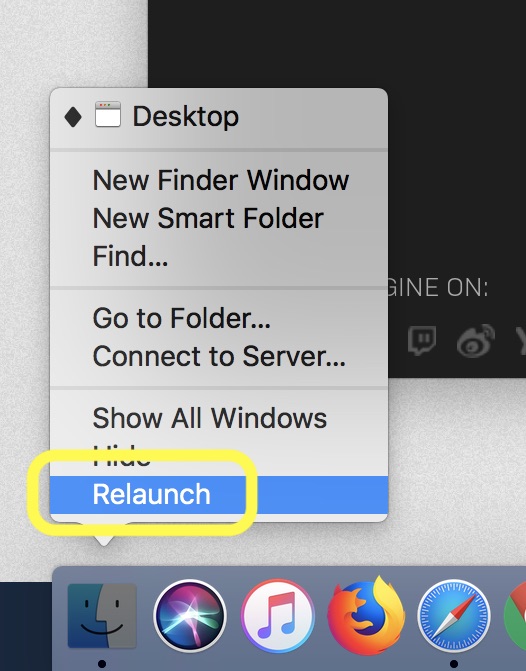 Desktop
New Finder Window
New Smart Folder
Find...
GINE ON:
Go to Folder...
Connect to Server...
Show All Windows
Hide
Relaunch